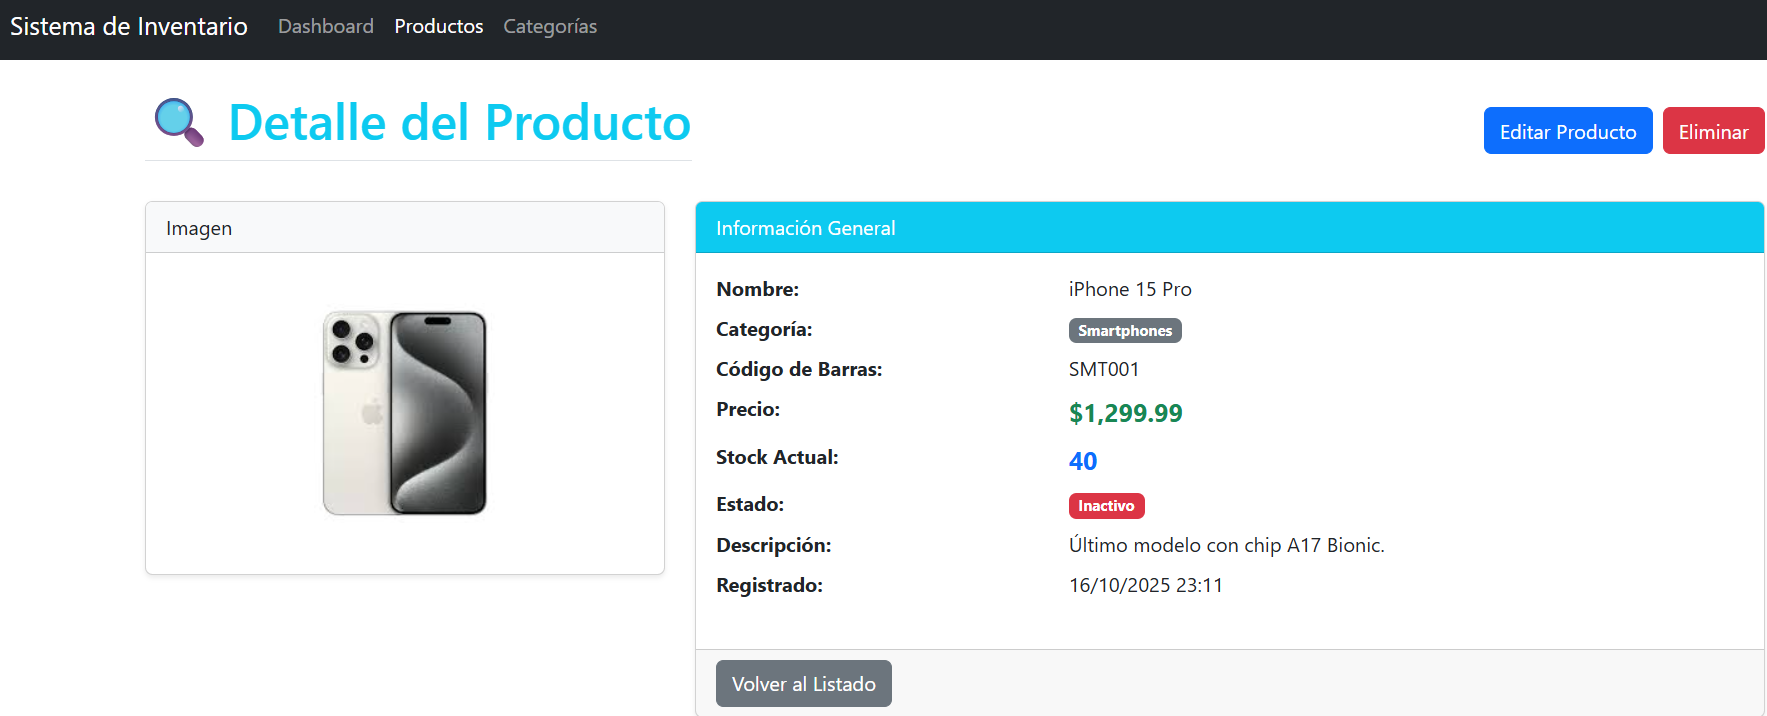 Sistema de Inventario Dashboard Productos Categorías
Detalle del Producto
Editar Producto Eliminar
Imagen
Información General
Nombre: iPhone 15 Pro
Categoría: Smartphones
Código de Barras: SMT001
Precio: $1,299.99
Stock Actual: 40
Estado: Inactivo
Descripción: Último modelo con chip A17 Bionic.
Registrado: 16/10/2025 23:11
Volver al Listado